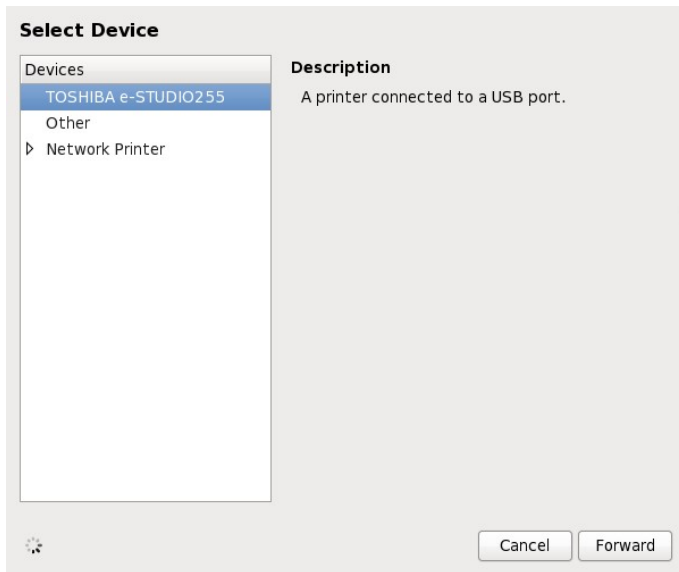 Select Device
Devices
TOSHIBA e-STUDIO255
Other
Network Printer
Description
A printer connected to a USB port.
Cancel
Forward